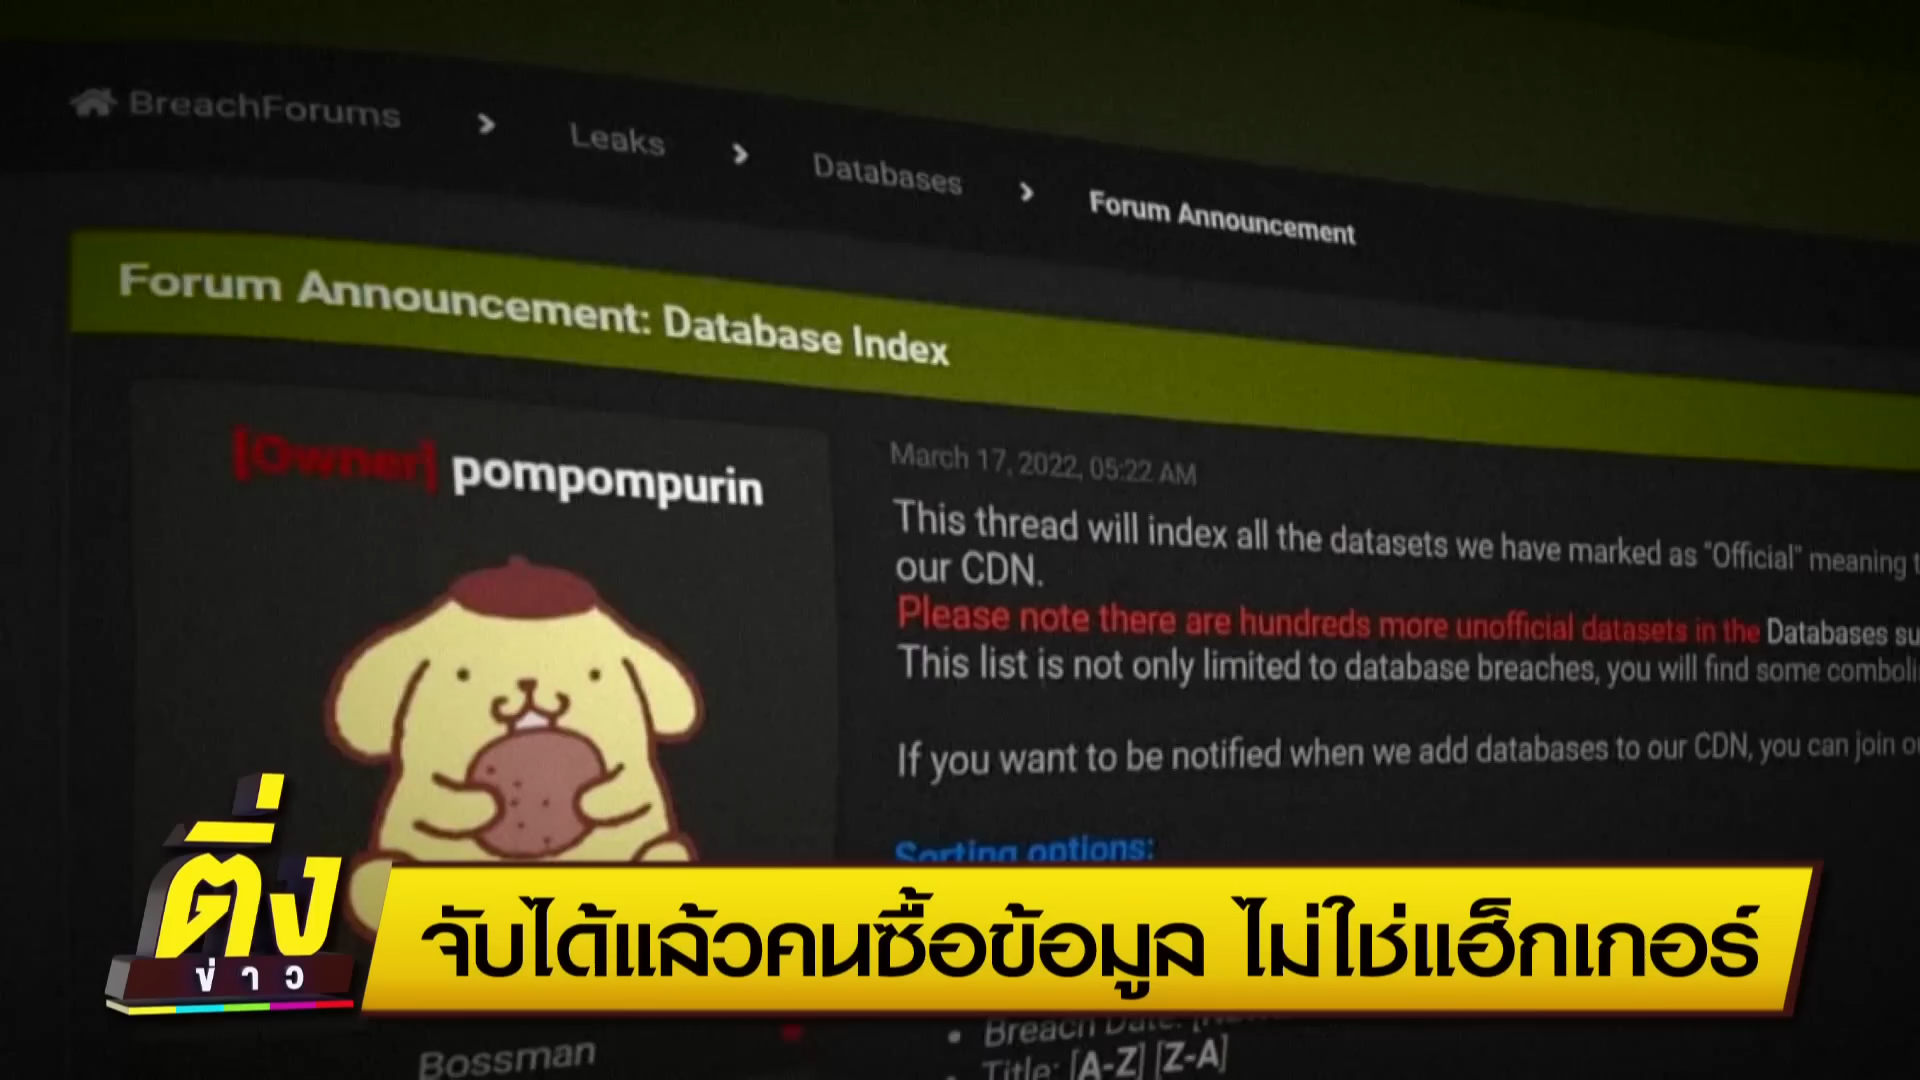 BreachForums > Leaks > Databases > Forum Announcement
Forum Announcement: Database Index
[Owner] pompompurin
March 17, 2022, 05:22 AM
This thread will index all the datasets we have marked as "Official" meaning
our CDN.
Please note there are hundreds more unofficial datasets in the Databases
This list is not only limited to database breaches, you will find some
If you want to be notified when we add databases to our CDN, you can join
Sorting options:
ติ่ง
ข่าว
จับได้แล้วคนซื้อข้อมูล ไม่ใช่แฮ็กเกอร์
Bossman
• Breach Date:
Title: [A-Z] [Z-A]